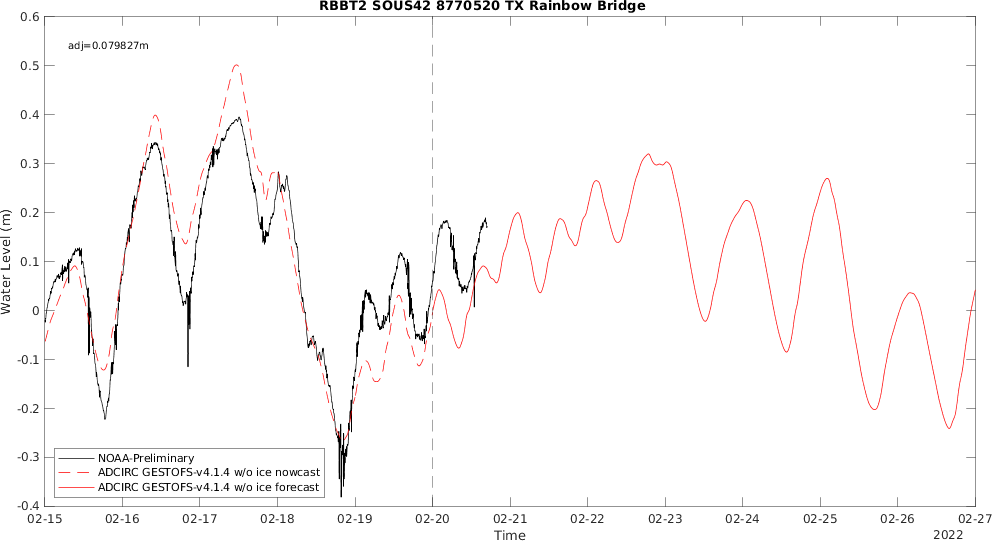 RBBT2 SOUS42 8770520 TX Rainbow Bridge
adj=0.079827m
0.6
0.5
0.4
0.3
0.2
0.1
0
-0.1
-0.2
-0.3
-0.4
Water Level (m)
NOAA-Preliminary
ADCIRC GESTOFS-v4.1.4 w/o ice nowcast
ADCIRC GESTOFS-v4.1.4 w/o ice forecast
02-15 02-16 02-17 02-18 02-19 02-20 02-21 02-22 02-23 02-24 02-25 02-26 02-27
Time
2022